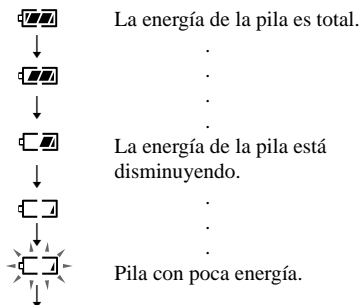 La energía de la pila es total.
.
.
.
.
La energía de la pila está
disminuyendo.
.
.
.
Pila con poca energía.